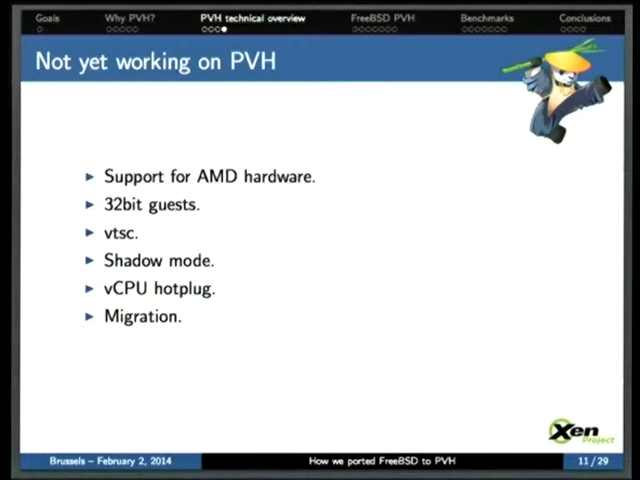 Goals
Why PVH?
PVH technical overview
FreeBSD PVH
Benchmarks
Conclusions
Not yet working on PVH
Support for AMD hardware.
32bit guests.
vtsc.
Shadow mode.
vCPU hotplug.
Migration.
Xen
Project
Brussels – February 2, 2014
How we ported FreeBSD to PVH
11 / 29